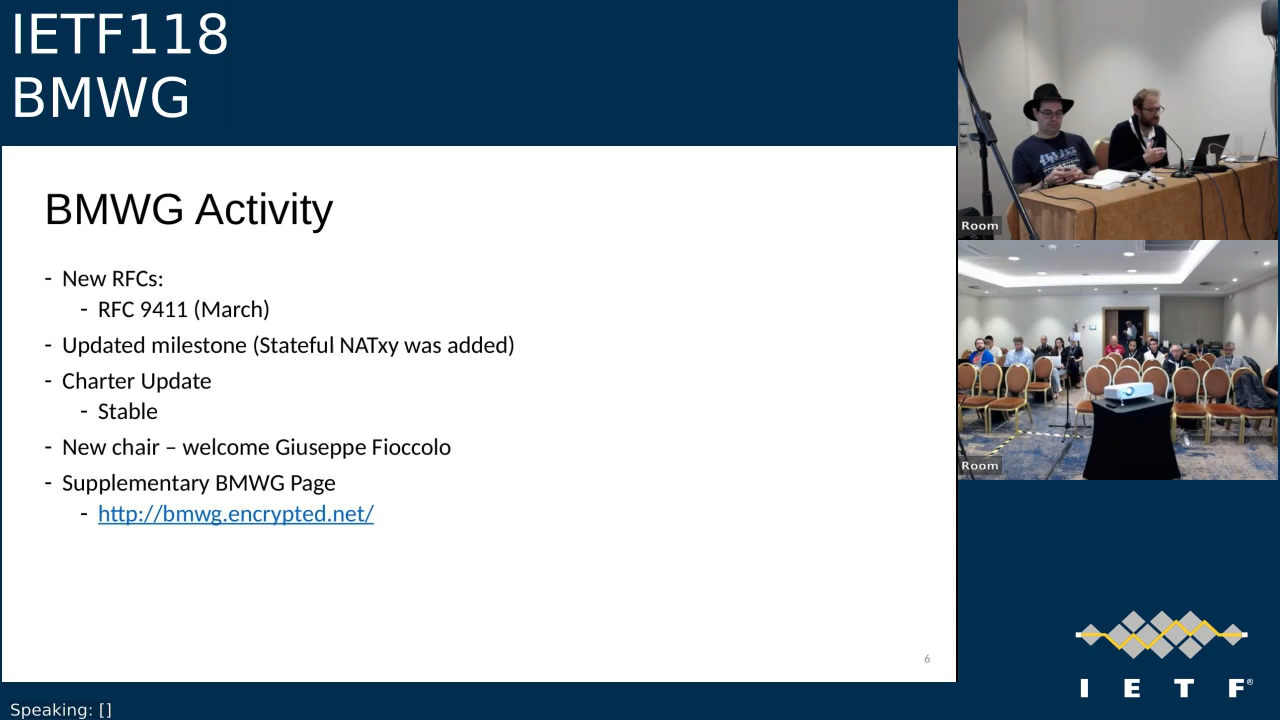 IETF118
BMWG
BMWG Activity
- New RFCs:
- RFC 9411 (March)
- Updated milestone (Stateful NATxy was added)
- Charter Update
- Stable
- New chair – welcome Giuseppe Fioccolo
- Supplementary BMWG Page
- http://bmwg.encrypted.net/
6
Room
Room
I E T F®
Speaking: []